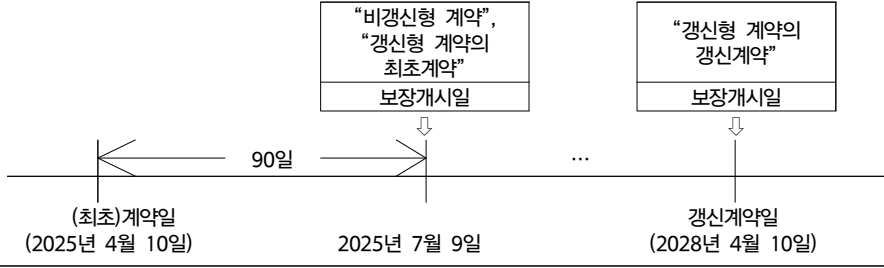 “비갱신형 계약”,
“갱신형 계약의
최초계약”
보장개시일
“갱신형 계약의
갱신계약”
보장개시일
90일
…
(최초)계약일
(2025년 4월 10일)
2025년 7월 9일
갱신계약일
(2028년 4월 10일)